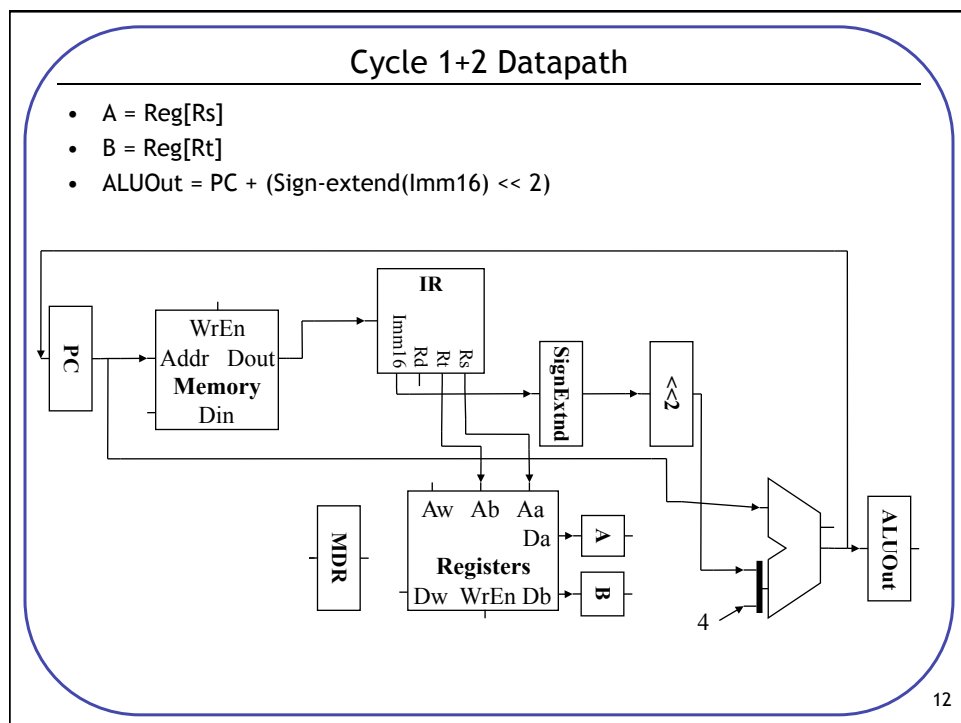 Cycle 1+2 Datapath
• A = Reg[Rs]
• B = Reg[Rt]
• ALUOut = PC + (Sign-extend(Imm16) << 2)
PC
WrEn
Addr Dout
Memory
Din
IR
Imm16
Rd
Rt
Rs
SignExtnd
<<2
MDR
Aw Ab Aa
Da
Registers
Dw WrEn Db
A
B
4
ALUOut
12